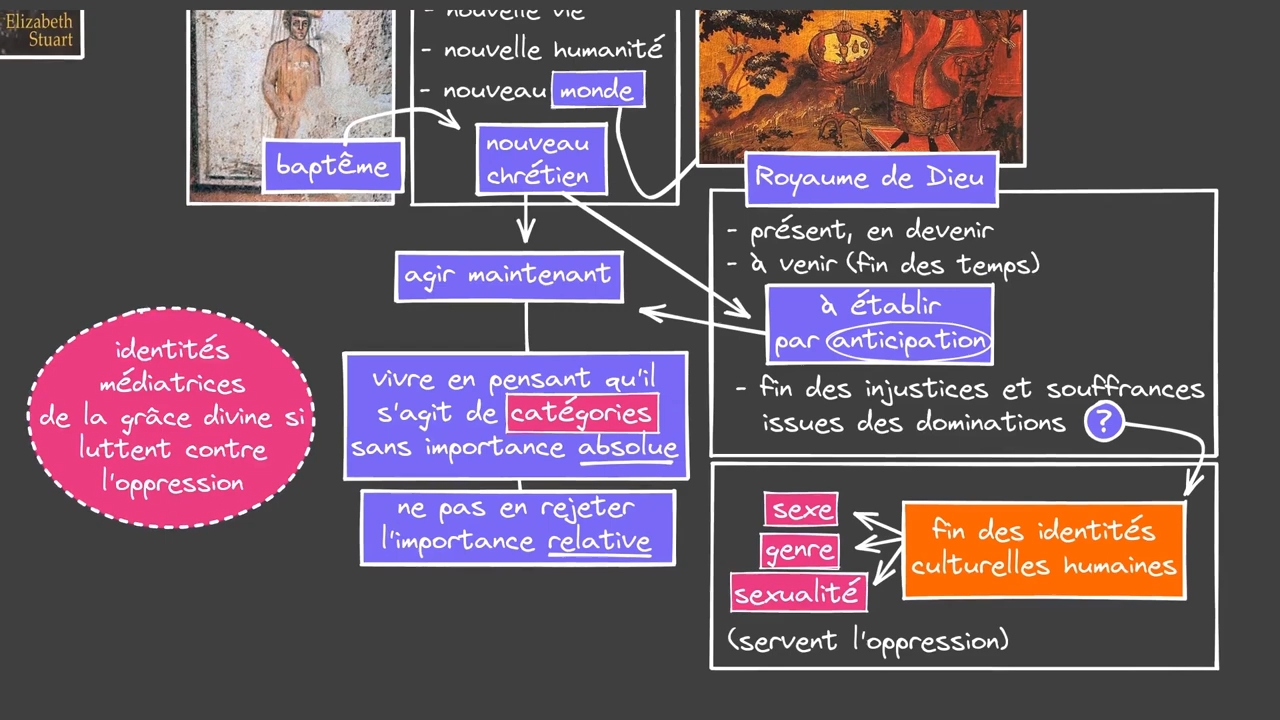 Elizabeth
Stuart
- nouvelle vie
- nouvelle humanité
- nouveau monde
baptême
nouveau
chrétien
agir maintenant
vivre en pensant qu'il
s'agit de catégories
sans importance absolue
ne pas en rejeter
l'importance relative
identités
médiatrices
de la grâce divine si
luttent contre
l'oppression
Royaume de Dieu
- présent, en devenir
- à venir (fin des temps)
à établir
par anticipation
- fin des injustices et souffrances
issues des dominations ?
sexe
genre
sexualité
fin des identités
culturelles humaines
(servent l'oppression)